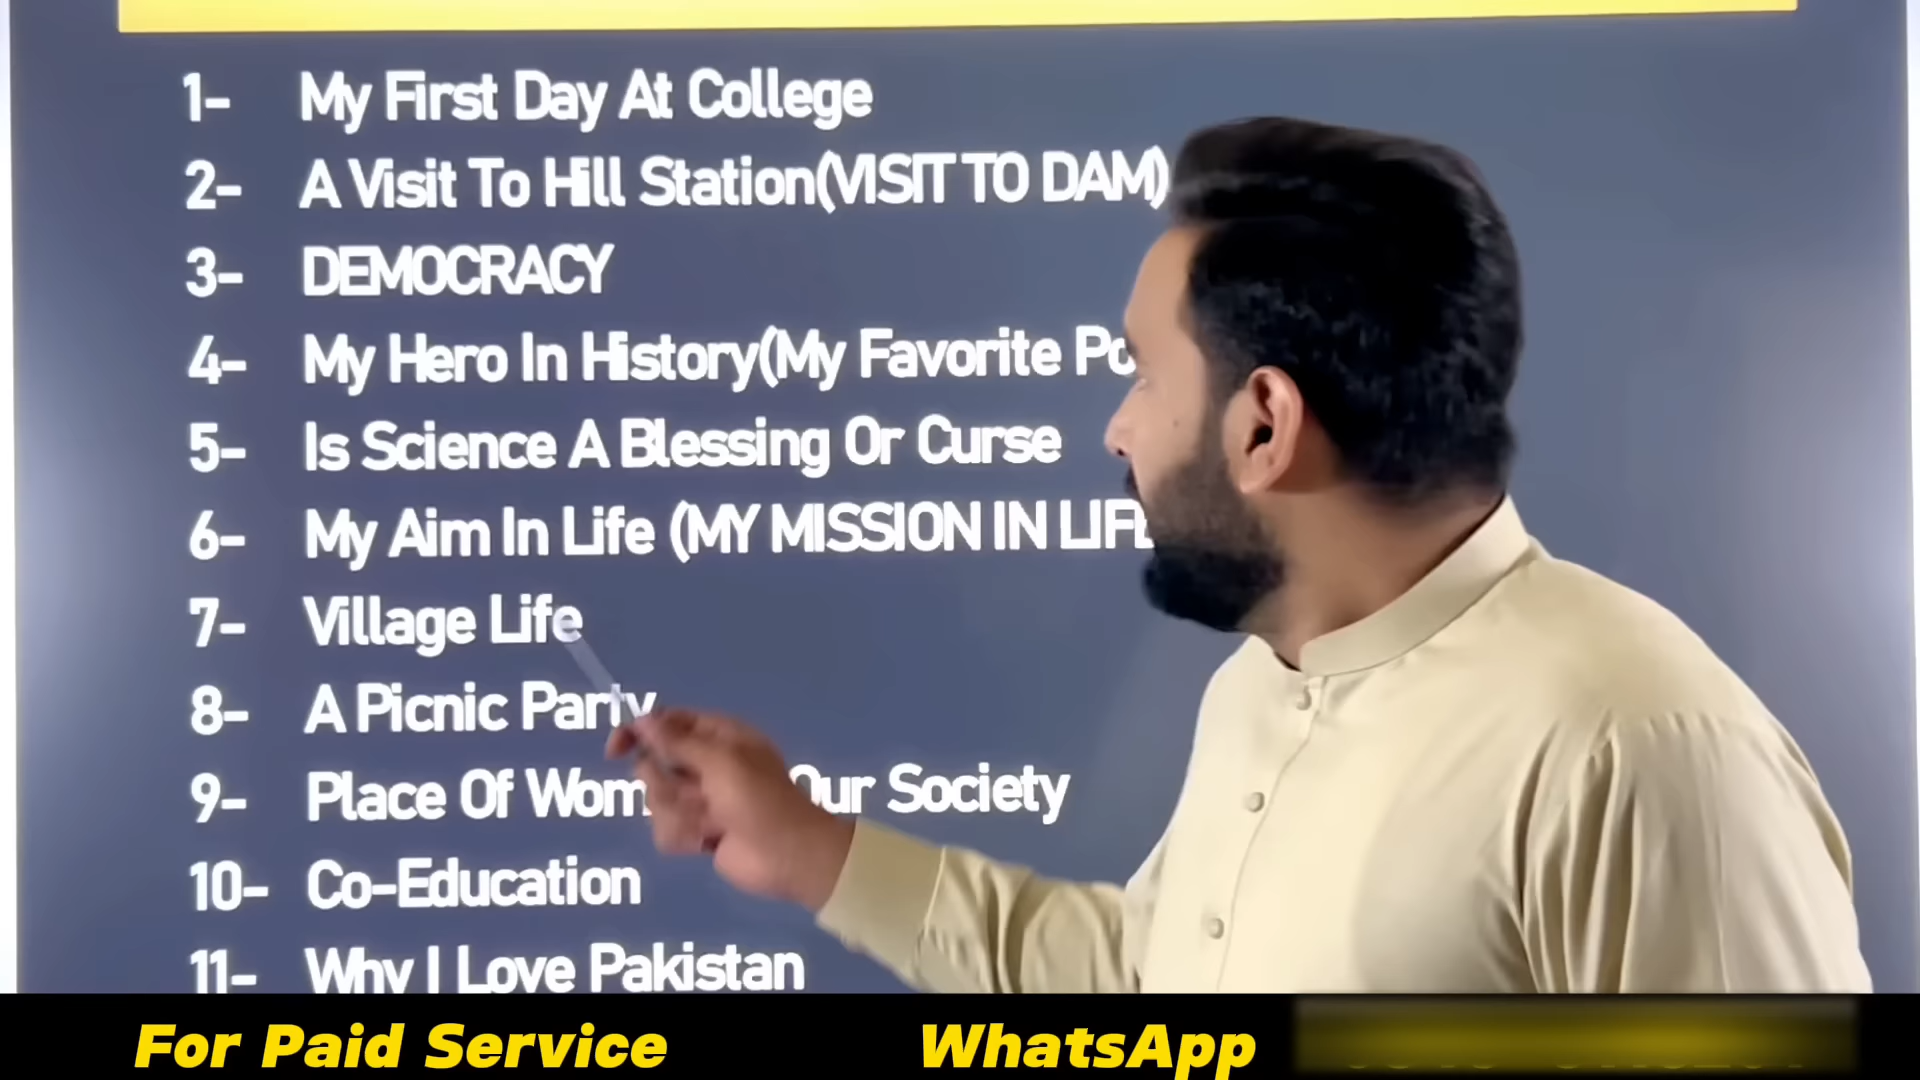 1- My First Day At College
2- A Visit To Hill Station(VISIT TO DAM)
3- DEMOCRACY
4- My Hero In History(My Favorite
5- Is Science A Blessing Or Curse
6- My Aim In Life (MY MISSION IN LIFE
7- Village Life
8- A Picnic Party
9- Place Of Our Society
10- Co-Education
11- Why I Love Pakistan
For Paid Service WhatsApp